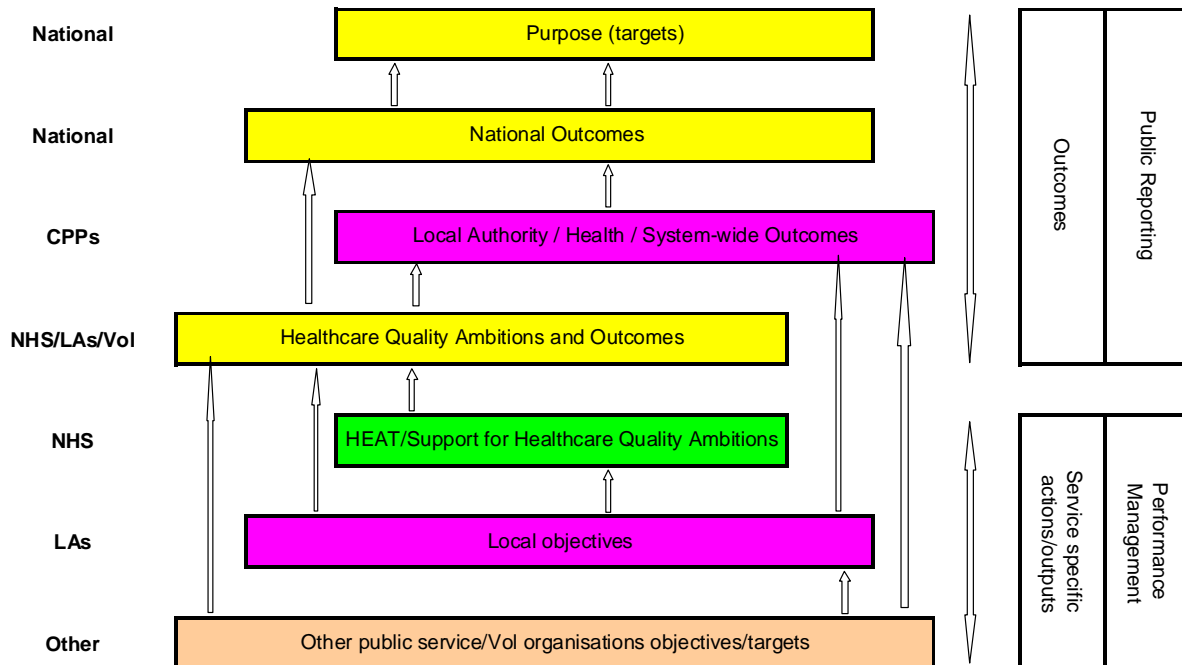 National
Purpose (targets)
National
National Outcomes
CPPs
Local Authority / Health / System-wide Outcomes
NHS/LAs/Vol
Healthcare Quality Ambitions and Outcomes
NHS
HEAT/Support for Healthcare Quality Ambitions
LAs
Local objectives
Other
Other public service/Vol organisations objectives/targets
Outcomes
Public Reporting
Service specific
actions/outputs
Performance
Management